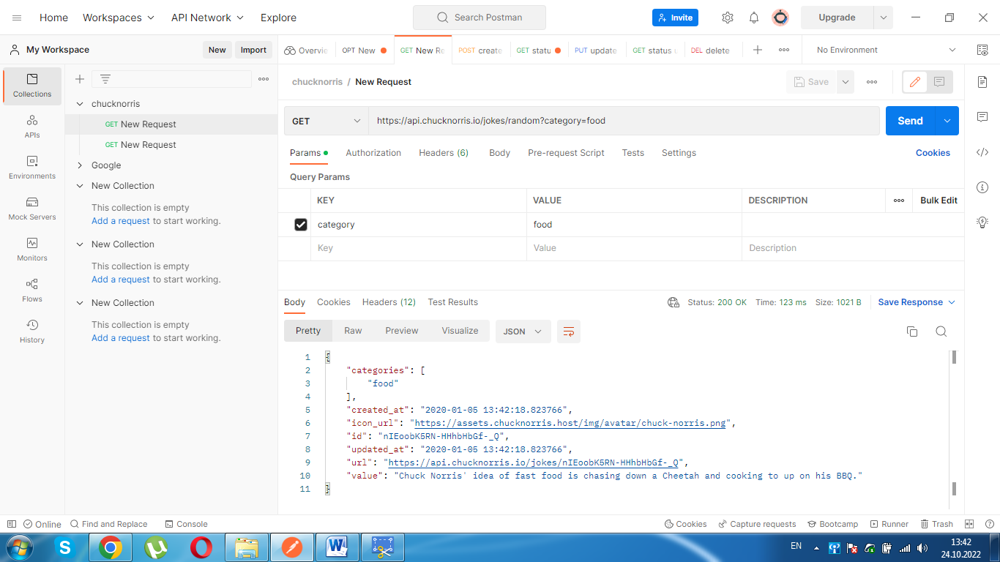 Home Workspaces API Network Explore Search Postman Invite Upgrade
My Workspace New Import Overvie OPT New GET New Re POST create GET statu PUT update GET status u DEL delete No Environment
Collections
APIs
Environments
Mock Servers
Monitors
Flows
History
chucknorris
GET New Request
GET New Request
Google
New Collection
This collection is empty
Add a request to start working.
New Collection
This collection is empty
Add a request to start working.
New Collection
This collection is empty
Add a request to start working.
chucknorris / New Request Save
GET https://api.chucknorris.io/jokes/random?category=food Send
Params Authorization Headers (6) Body Pre-request Script Tests Settings Cookies
Query Params
KEY VALUE DESCRIPTION Bulk Edit
category food
Key Value Description
Body Cookies Headers (12) Test Results Status: 200 OK Time: 123 ms Size: 1021 B Save Response
Pretty Raw Preview Visualize JSON
1 {
2 "categories": [
3 "food"
4 ],
5 "created_at": "2020-01-05 13:42:18.823766",
6 "icon_url": "https://assets.chucknorris.host/img/avatar/chuck-norris.png",
7 "id": "nIEoobK5RN-HHhbHbGf-_Q",
8 "updated_at": "2020-01-05 13:42:18.823766",
9 "url": "https://api.chucknorris.io/jokes/nIEoobK5RN-HHhbHbGf-_Q",
10 "value": "Chuck Norris' idea of fast food is chasing down a Cheetah and cooking to up on his BBQ."
11 }
Online Find and Replace Console Cookies Capture requests Bootcamp Runner Trash
EN 13:42
24.10.2022